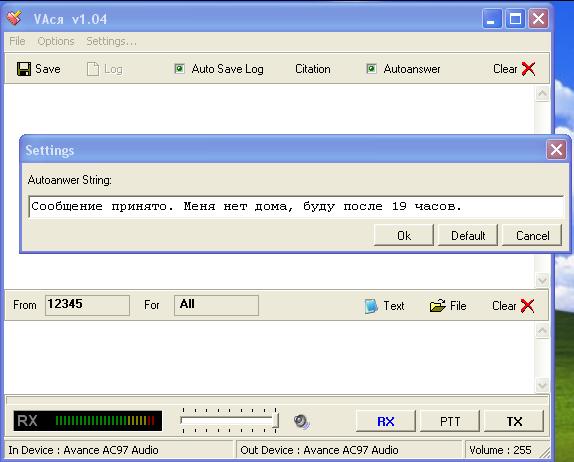 VAcя v1.04
File Options Settings...
Save Log Auto Save Log Citation Autoanswer Clear
Settings
Autoanwer String:
Сообщение принято. Меня нет дома, буду после 19 часов.
Ok Default Cancel
From 12345 For All Text File Clear
RX RX PTT TX
In Device : Avance AC97 Audio Out Device : Avance AC97 Audio Volume : 255